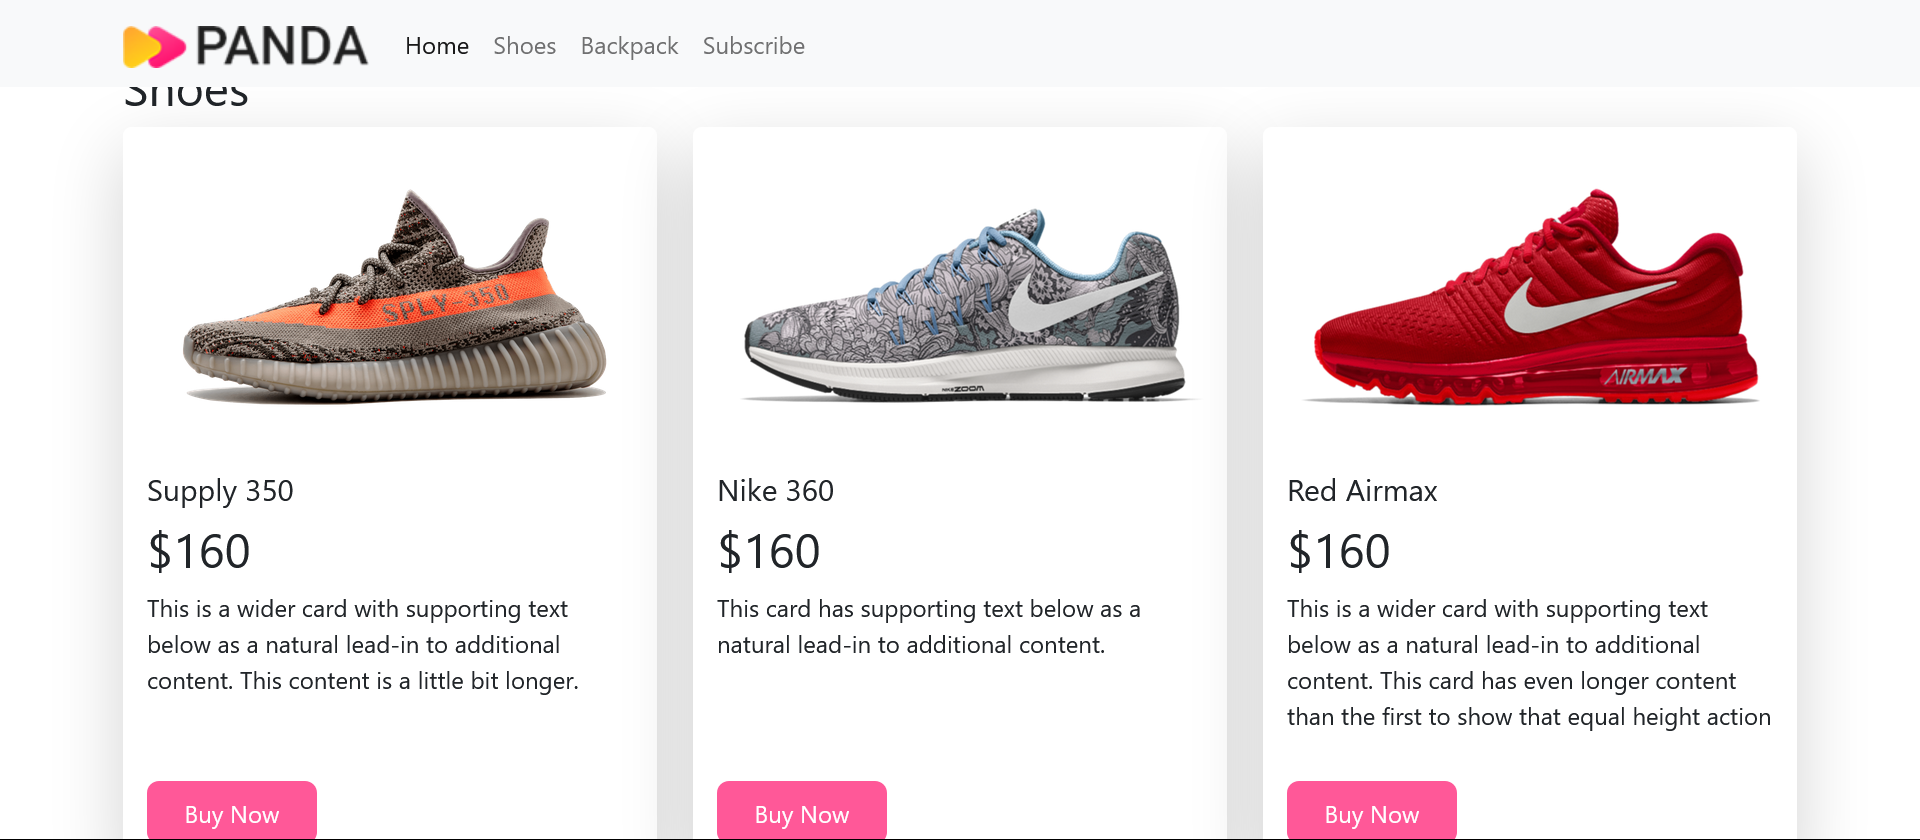 PANDA Home Shoes Backpack Subscribe
Shoes
SPLY-350
NIKE ZOOM
AIRMAX
Supply 350
$160
This is a wider card with supporting text
below as a natural lead-in to additional
content. This content is a little bit longer.
Buy Now
Nike 360
$160
This card has supporting text below as a
natural lead-in to additional content.
Buy Now
Red Airmax
$160
This is a wider card with supporting text
below as a natural lead-in to additional
content. This card has even longer content
than the first to show that equal height action
Buy Now